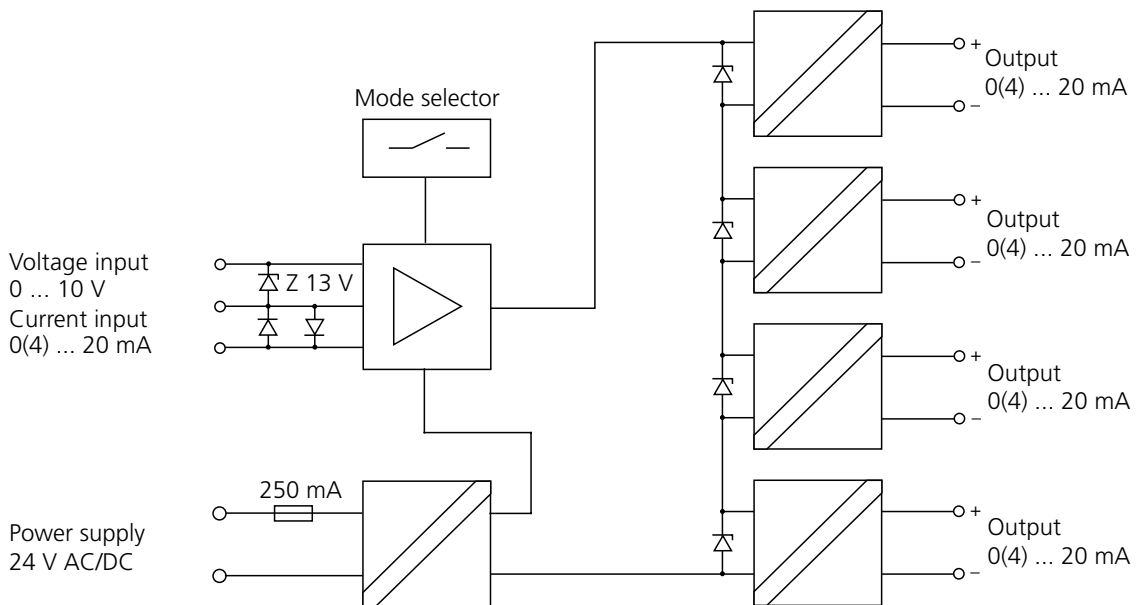 Mode selector
Voltage input
0 ... 10 V
Z 13 V
Current input
0(4) ... 20 mA
250 mA
Power supply
24 V AC/DC
+
Output
0(4) ... 20 mA
–
+
Output
0(4) ... 20 mA
–
+
Output
0(4) ... 20 mA
–
+
Output
0(4) ... 20 mA
–